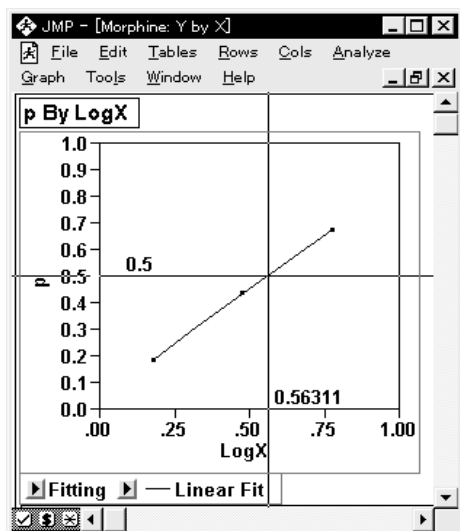 JMP - [Morphine: Y by X]
File Edit Tables Rows Cols Analyze
Graph Tools Window Help
p By LogX
1.0
0.9
0.8
0.7
0.6
0.5
0.5
0.4
0.3
0.2
0.1
0.0
p
0.56311
.00 .25 .50 .75 1.00
LogX
Fitting Linear Fit